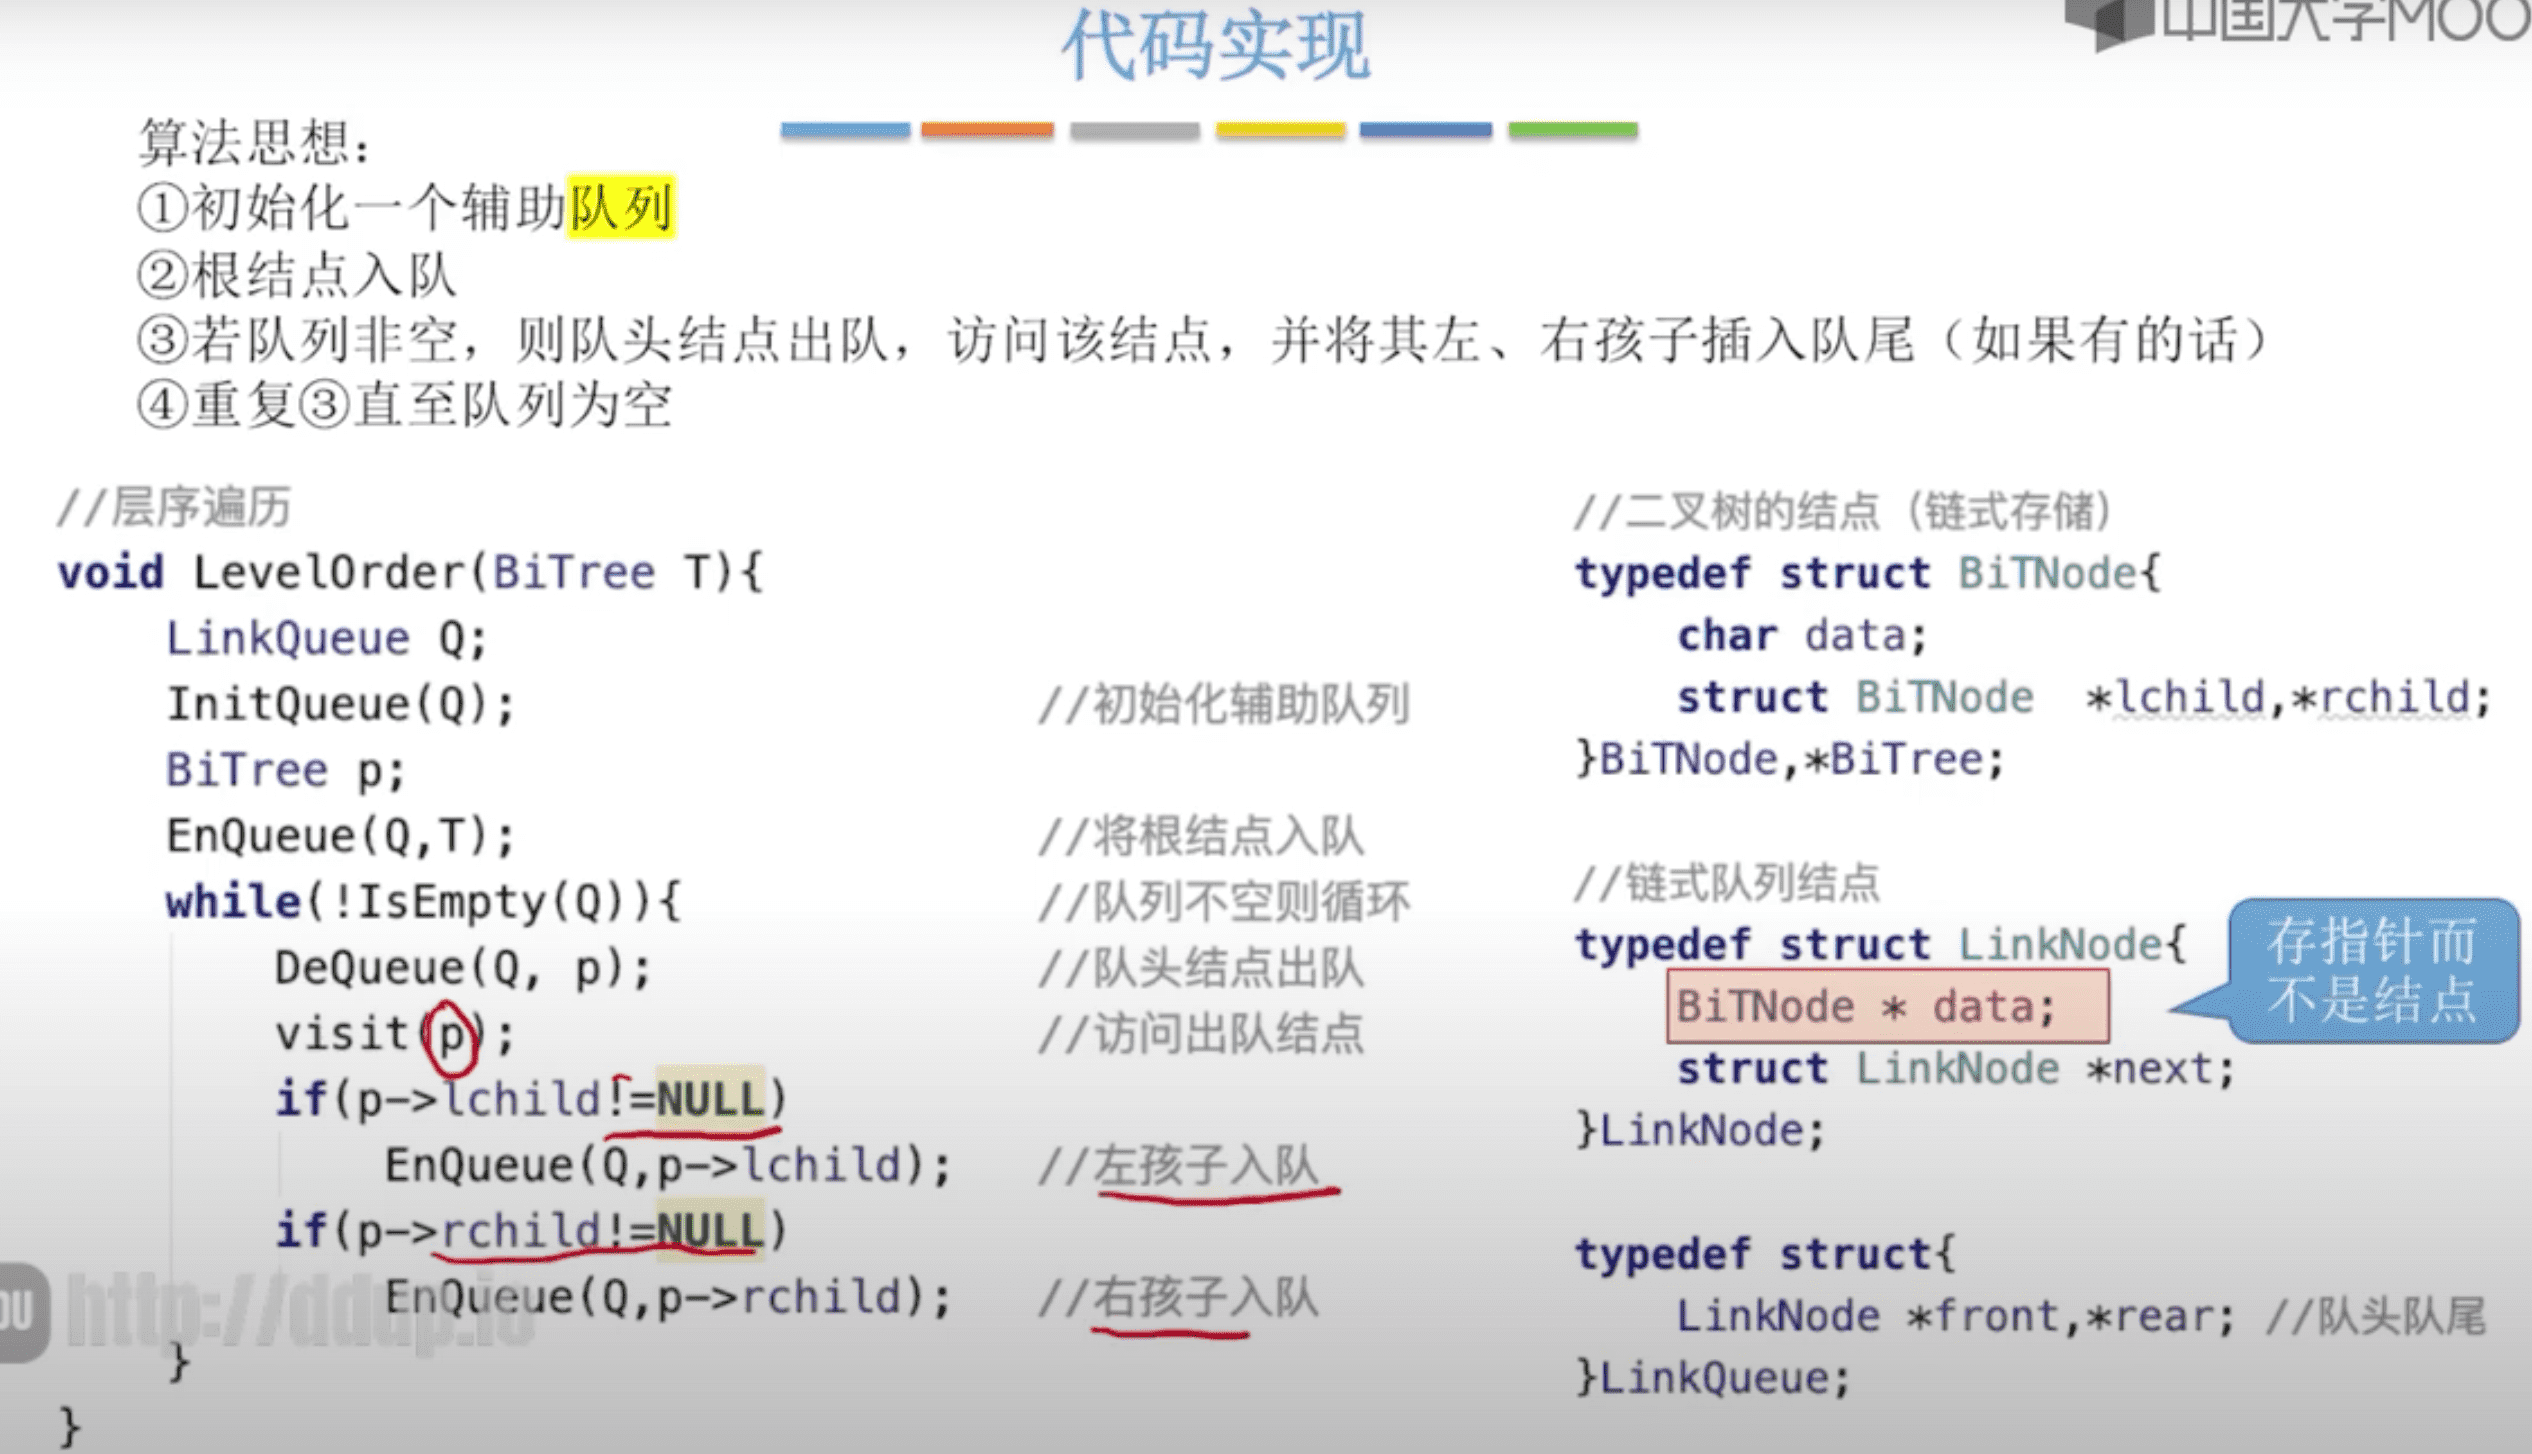 代码实现
中国大学MOO
算法思想：
①初始化一个辅助队列
②根结点入队
③若队列非空，则队头结点出队，访问该结点，并将其左、右孩子插入队尾（如果有的话）
④重复③直至队列为空
//层序遍历
void LevelOrder(BiTree T){
LinkQueue Q;
InitQueue(Q); //初始化辅助队列
BiTree p;
EnQueue(Q,T); //将根结点入队
while(!IsEmpty(Q)){ //队列不空则循环
DeQueue(Q, p); //队头结点出队
visit(p); //访问出队结点
if(p->lchild!=NULL)
EnQueue(Q,p->lchild); //左孩子入队
if(p->rchild!=NULL)
EnQueue(Q,p->rchild); //右孩子入队
}
}
//二叉树的结点（链式存储）
typedef struct BiTNode{
char data;
struct BiTNode *lchild,*rchild;
}BiTNode,*BiTree;
//链式队列结点
typedef struct LinkNode{
BiTNode * data;
struct LinkNode *next;
}LinkNode;
存指针而
不是结点
typedef struct{
LinkNode *front,*rear; //队头队尾
}LinkQueue;
OU http://ddup.io